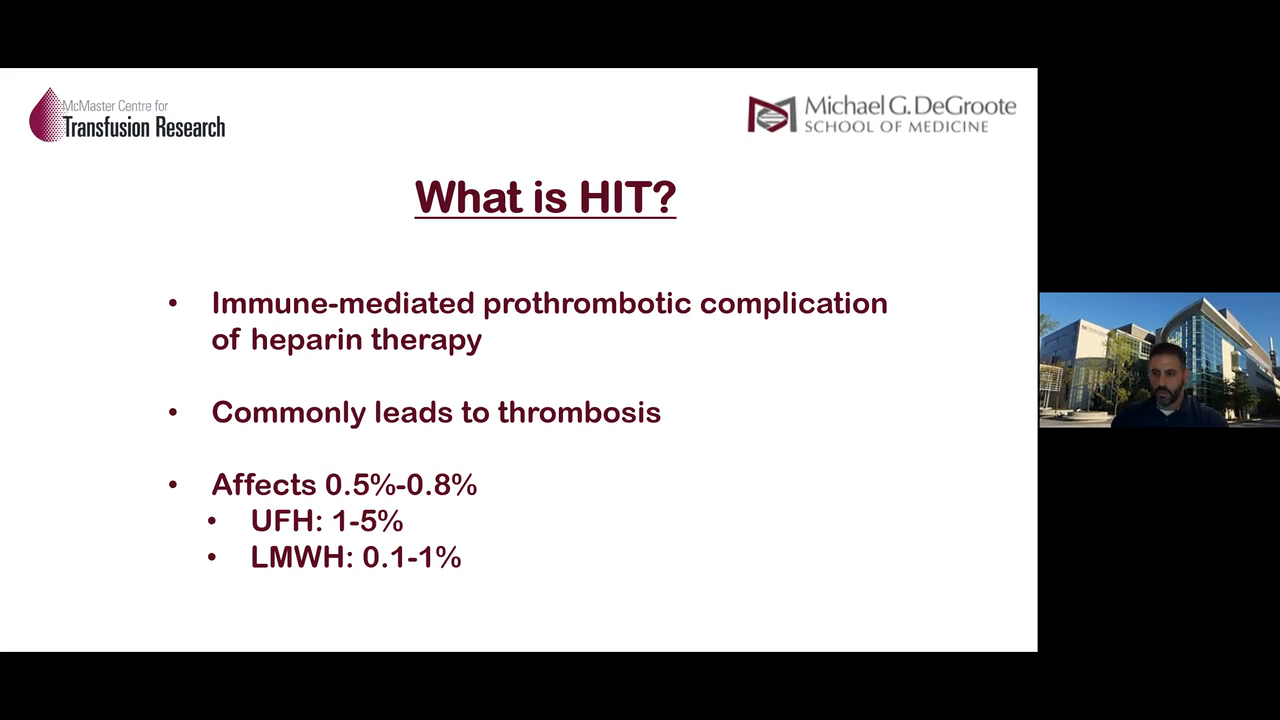 McMaster Centre for
Transfusion Research
Michael G. DeGroote
SCHOOL OF MEDICINE
What is HIT?
• Immune-mediated prothrombotic complication
of heparin therapy
• Commonly leads to thrombosis
• Affects 0.5%-0.8%
• UFH: 1-5%
• LMWH: 0.1-1%